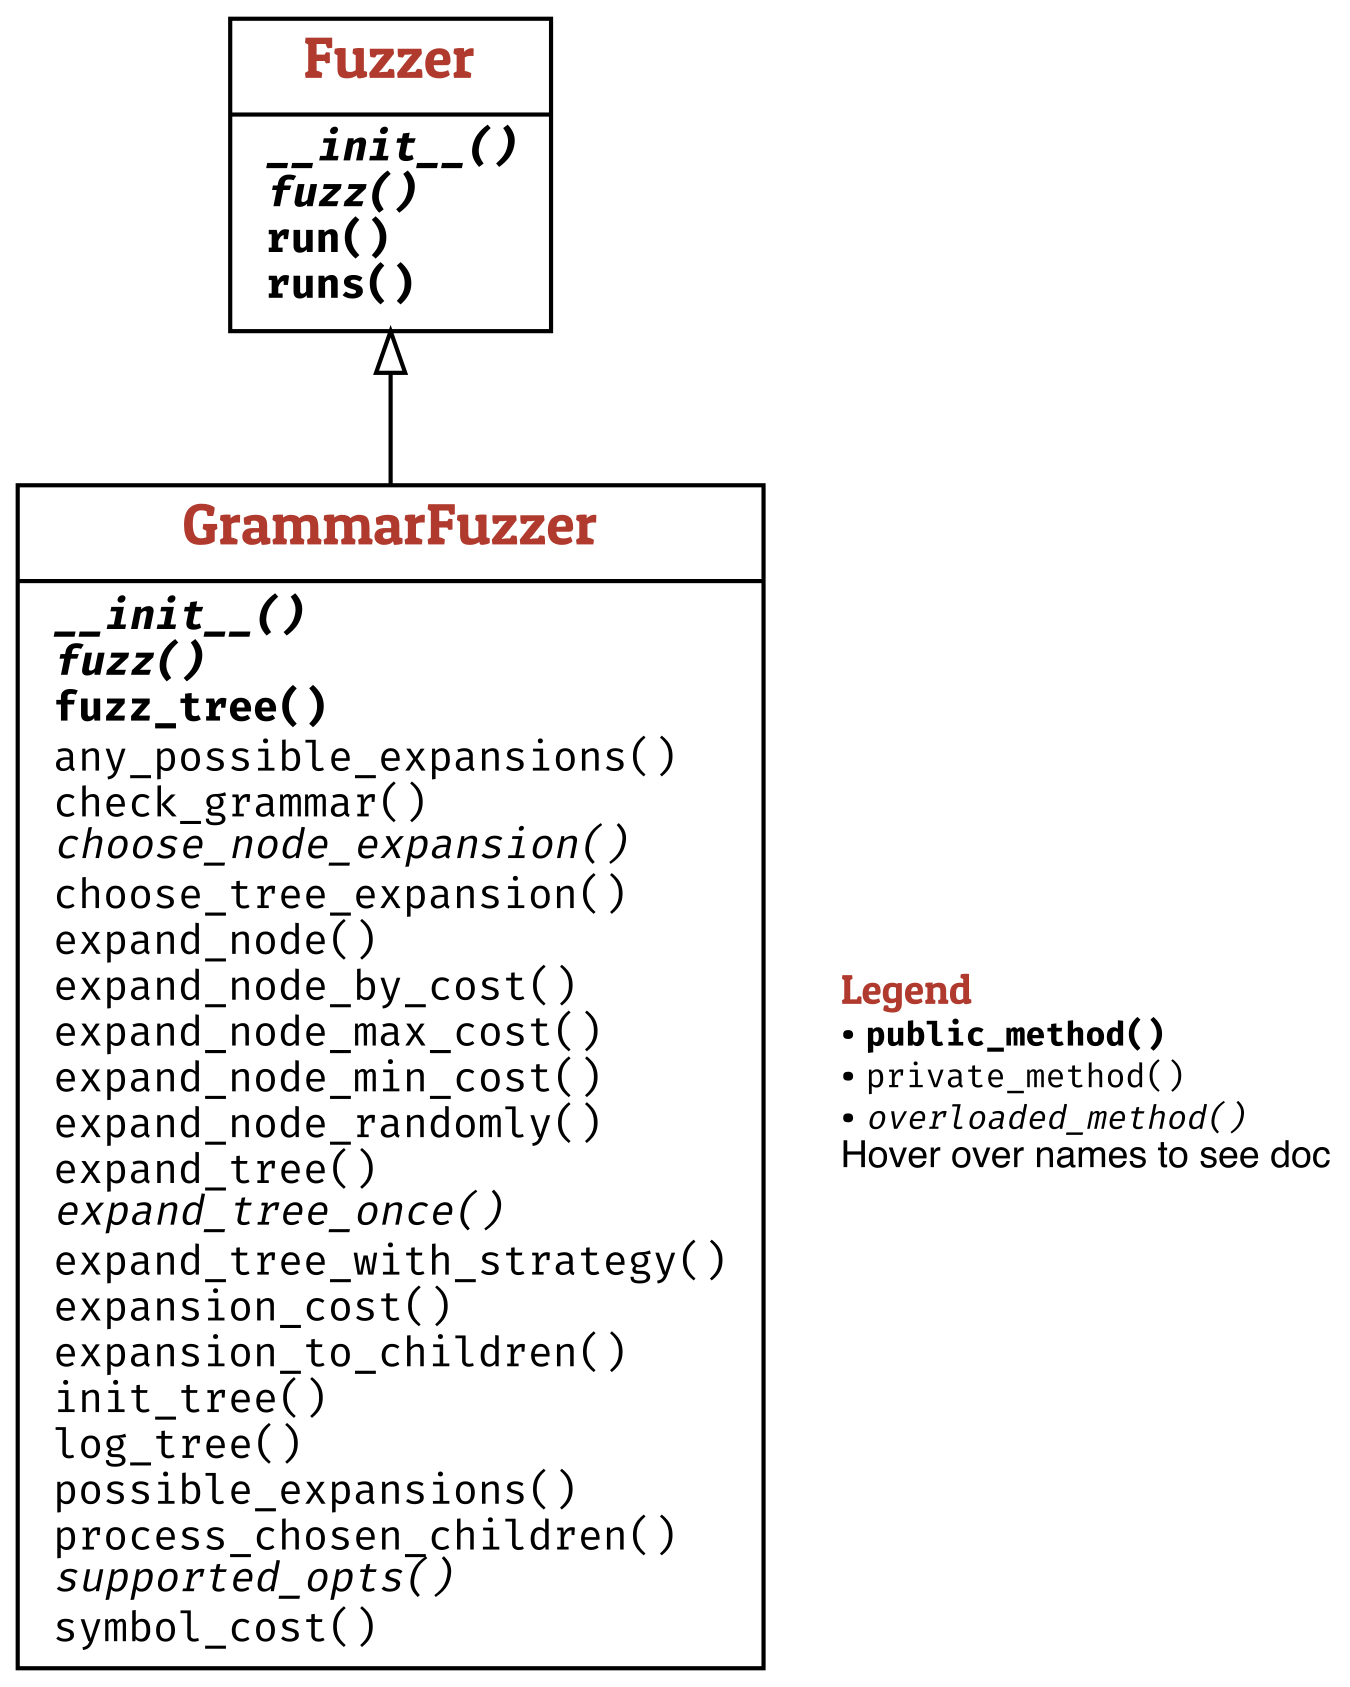 Fuzzer
__init__()
fuzz()
run()
runs()
GrammarFuzzer
__init__()
fuzz()
fuzz_tree()
any_possible_expansions()
check_grammar()
choose_node_expansion()
choose_tree_expansion()
expand_node()
expand_node_by_cost()
expand_node_max_cost()
expand_node_min_cost()
expand_node_randomly()
expand_tree()
expand_tree_once()
expand_tree_with_strategy()
expansion_cost()
expansion_to_children()
init_tree()
log_tree()
possible_expansions()
process_chosen_children()
supported_opts()
symbol_cost()
Legend
• public_method()
• private_method()
• overloaded_method()
Hover over names to see doc